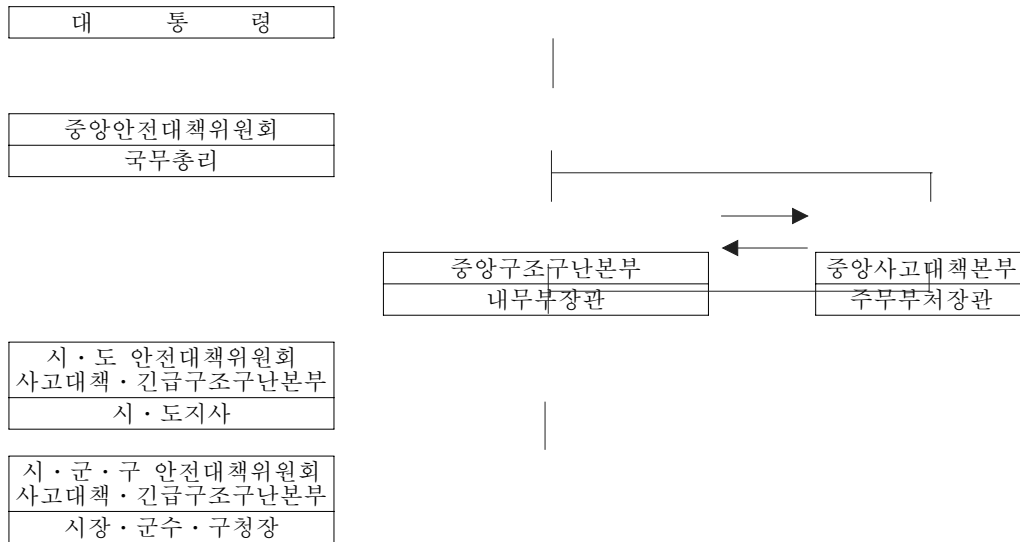 대 통 령
중앙안전대책위원회
국무총리
중앙구조구난본부
내무부장관
중앙사고대책본부
주무부처장관
시·도 안전대책위원회
사고대책·긴급구조구난본부
시·도지사
시·군·구 안전대책위원회
사고대책·긴급구조구난본부
시장·군수·구청장